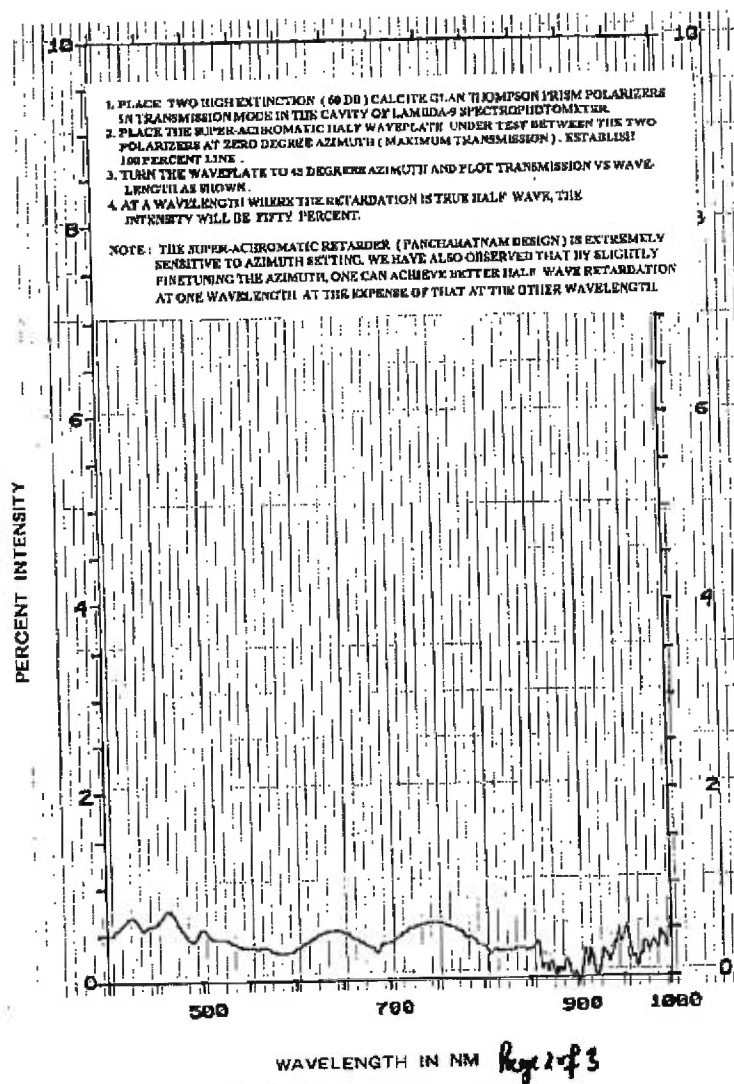 10 10
1. PLACE TWO HIGH EXTINCTION ( 60 DB ) CALCITE GLAN THOMPSON PRISM POLARIZERS
IN TRANSMISSION MODE IN THE CAVITY OF LAMBDA-9 SPECTROPHOTOMETER.
2. PLACE THE SUPER-ACHROMATIC HALF WAVEPLATE UNDER TEST BETWEEN THE TWO
POLARIZERS AT ZERO DEGREE AZIMUTH ( MAXIMUM TRANSMISSION ). ESTABLISH
100 PERCENT LINE .
3. TURN THE WAVEPLATE TO 45 DEGREES AZIMUTH AND PLOT TRANSMISSION VS WAVE-
LENGTH AS SHOWN .
4. AT A WAVELENGTH WHERE THE RETARDATION IS TRUE HALF WAVE, THE
INTENSITY WILL BE FIFTY PERCENT.
8 8
NOTE : THE SUPER-ACHROMATIC RETARDER ( PANCHARATNAM DESIGN ) IS EXTREMELY
SENSITIVE TO AZIMUTH SETTING. WE HAVE ALSO OBSERVED THAT BY SLIGHTLY
FINETUNING THE AZIMUTH, ONE CAN ACHIEVE BETTER HALF WAVE RETARDATION
AT ONE WAVELENGTH AT THE EXPENSE OF THAT AT THE OTHER WAVELENGTH.
6 6
PERCENT INTENSITY
4 4
2 2
0 0
500 700 900 1000
WAVELENGTH IN NM Page 2 of 3